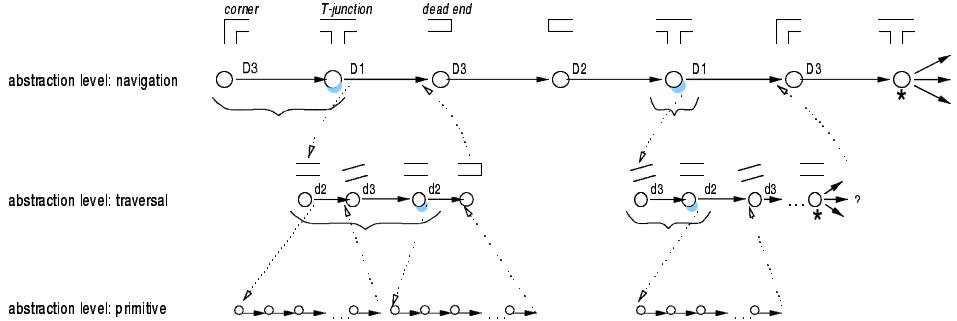 corner T-junction dead end
D3 D1 D3 D2 D1 D3
abstraction level: navigation
*
d2 d3 d2 d3 d2 d3
abstraction level: traversal ... ?
*
abstraction level: primitive ... ... ...